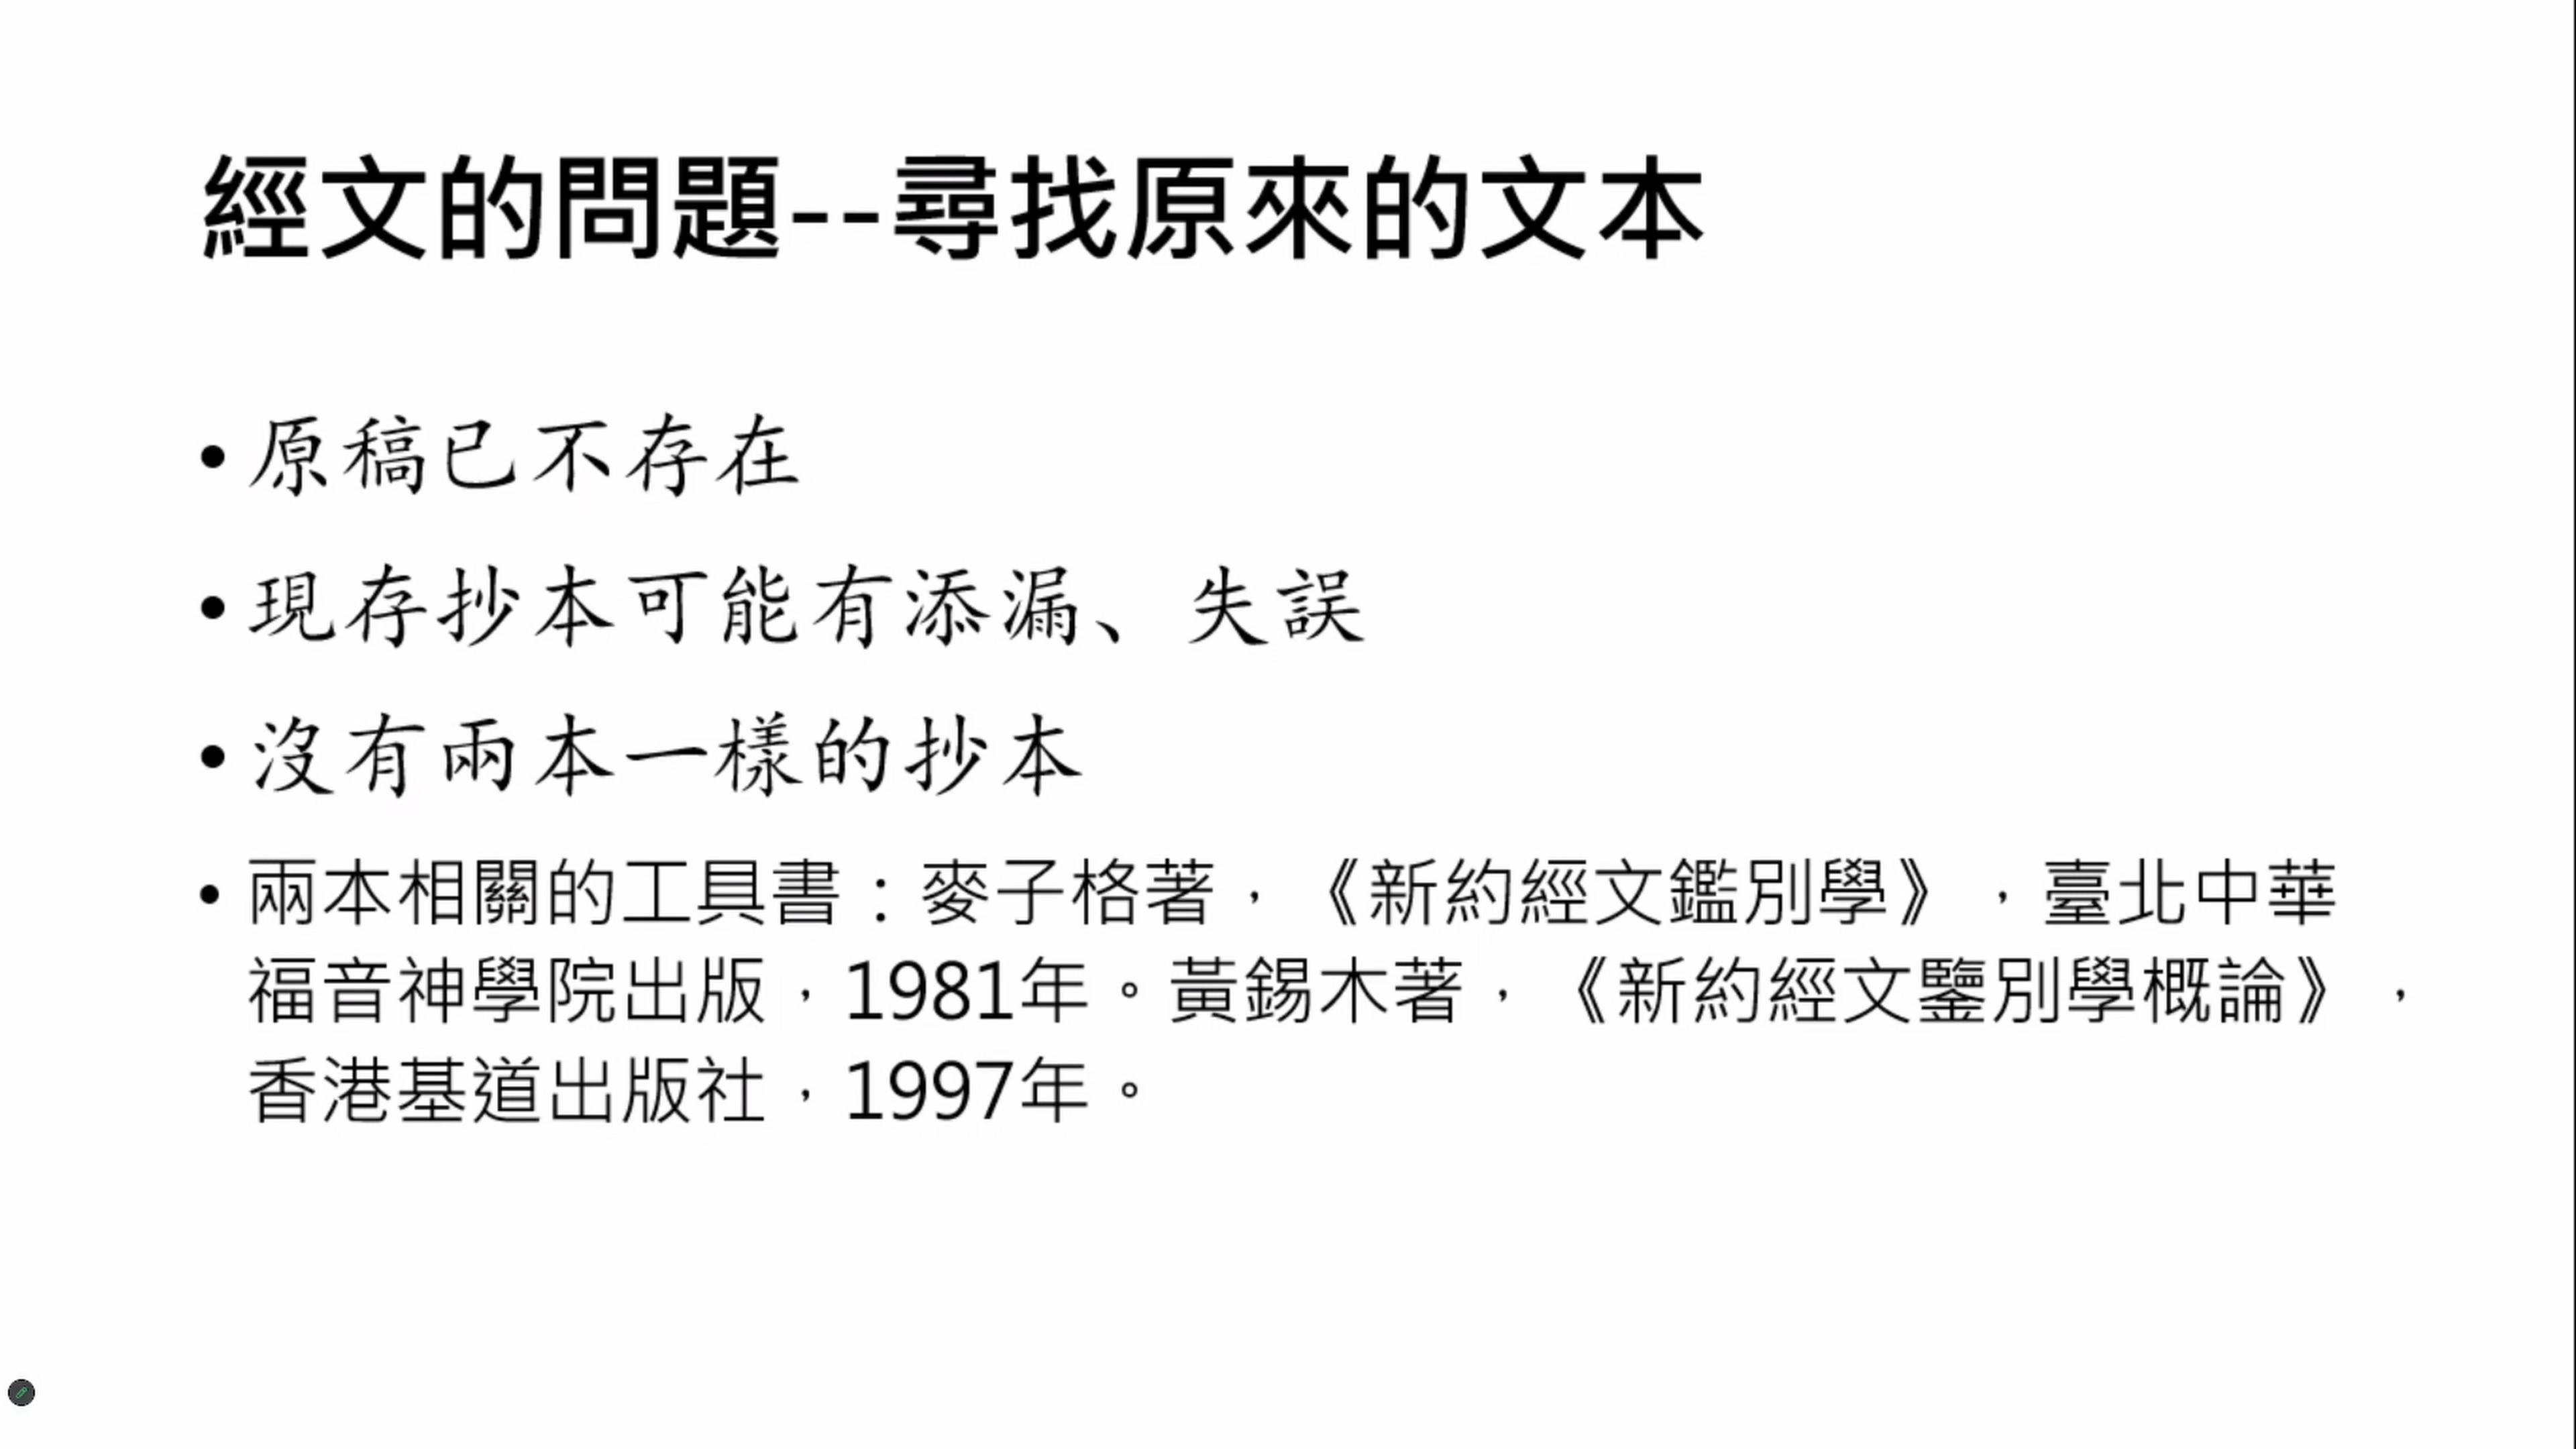 經文的問題--尋找原來的文本
• 原稿已不存在
• 現存抄本可能有添漏、失誤
• 沒有兩本一樣的抄本
• 兩本相關的工具書：麥子格著，《新約經文鑑別學》，臺北中華
福音神學院出版，1981年。黃錫木著，《新約經文鑒別學概論》，
香港基道出版社，1997年。